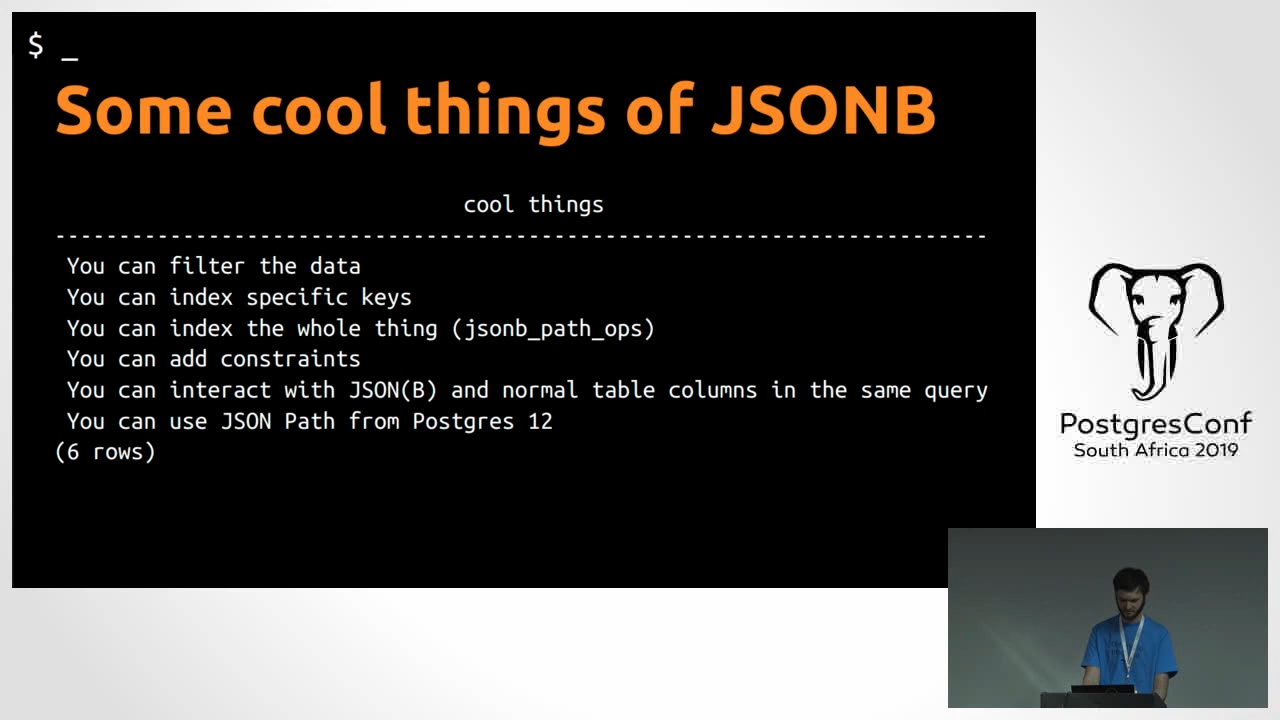 $ _
Some cool things of JSONB
cool things
-------------------------------------------------------------------------
You can filter the data
You can index specific keys
You can index the whole thing (jsonb_path_ops)
You can add constraints
You can interact with JSON(B) and normal table columns in the same query
You can use JSON Path from Postgres 12
(6 rows)
PostgresConf
South Africa 2019